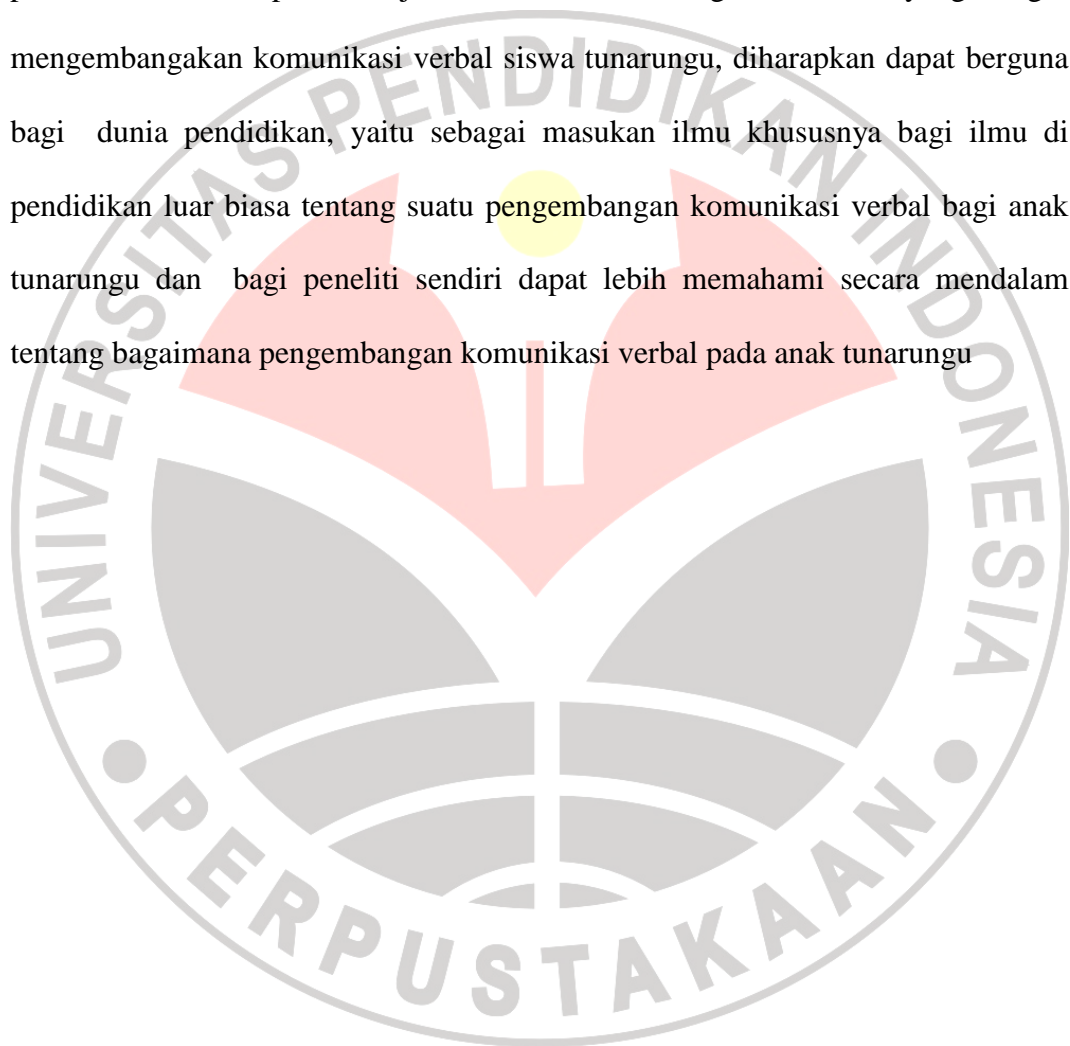 mengembangakan komunikasi verbal siswa tunarungu, diharapkan dapat berguna
bagi dunia pendidikan, yaitu sebagai masukan ilmu khususnya bagi ilmu di
pendidikan luar biasa tentang suatu pengembangan komunikasi verbal bagi anak
tunarungu dan bagi peneliti sendiri dapat lebih memahami secara mendalam
tentang bagaimana pengembangan komunikasi verbal pada anak tunarungu
UNIVERSITAS PENDIDIKAN INDONESIA
PERPUSTAKAAN